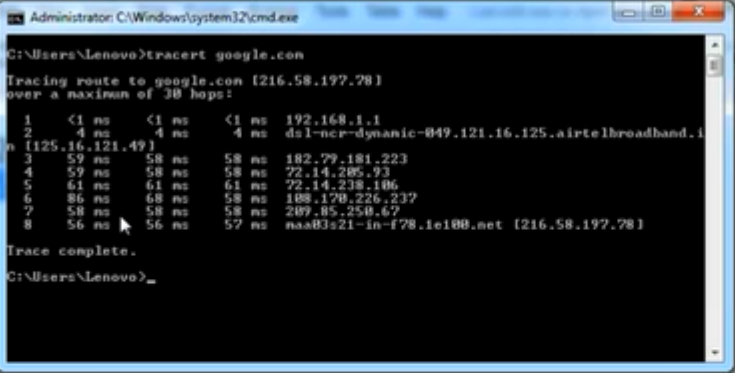 Administrator: C:\Windows\system32\cmd.exe
C:\Users\Lenovo>tracert google.com
Tracing route to google.com [216.58.197.78]
over a maximum of 30 hops:
1 <1 ms <1 ms <1 ms 192.168.1.1
2 4 ms 4 ms 4 ms dsl-ncr-dynamic-049.121.16.125.airtelbroadband.i
n [125.16.121.49]
3 59 ms 58 ms 58 ms 182.79.181.223
4 59 ms 58 ms 58 ms 72.14.205.93
5 61 ms 61 ms 61 ms 72.14.238.106
6 86 ms 68 ms 58 ms 108.170.226.237
7 58 ms 58 ms 58 ms 209.85.250.67
8 56 ms 56 ms 57 ms maa03s21-in-f78.1e100.net [216.58.197.78]
Trace complete.
C:\Users\Lenovo>_